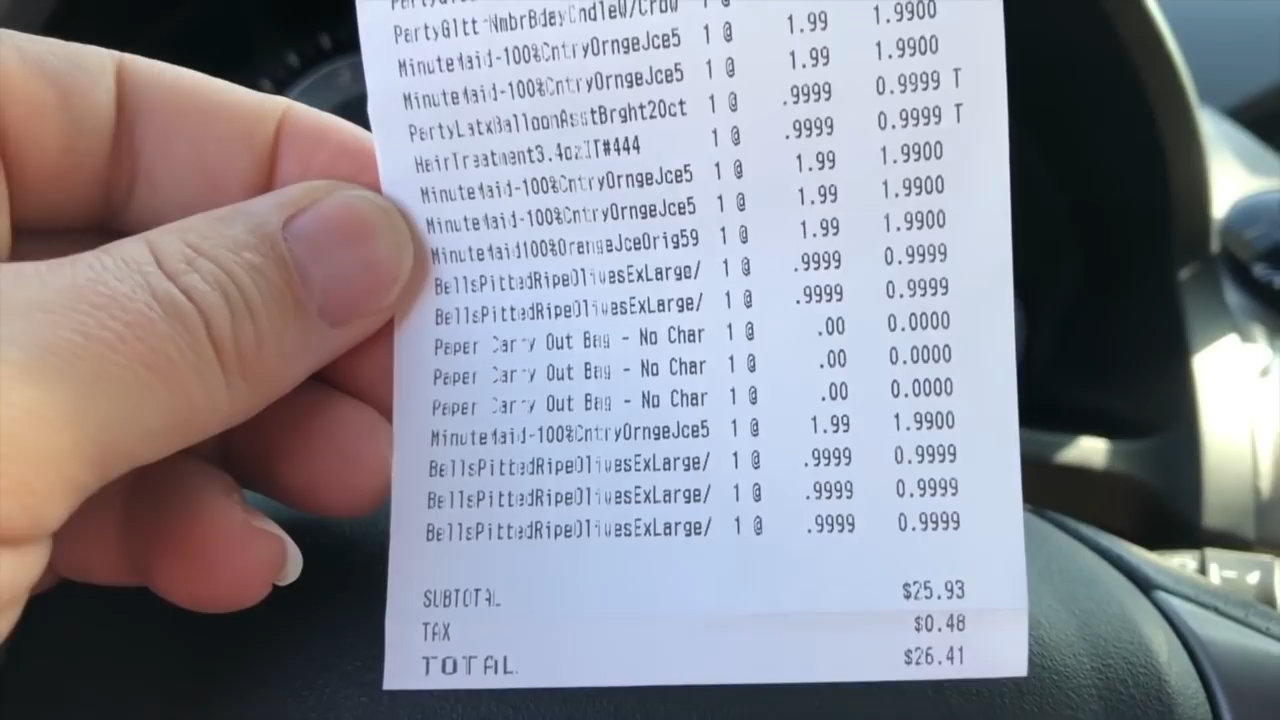 PartyGltt-NmbrBdayCndleW/Crow 1 @
MinuteMaid-100%CntryOrngeJce5 1 @ 1.99 1.9900
MinuteMaid-100%CntryOrngeJce5 1 @ 1.99 1.9900
PartyLatxBalloonAsstBrght20ct 1 @ .9999 0.9999 T
HairTreatment3.4ozIT#444 1 @ .9999 0.9999 T
MinuteMaid-100%CntryOrngeJce5 1 @ 1.99 1.9900
MinuteMaid-100%CntryOrngeJce5 1 @ 1.99 1.9900
MinuteMaid100%OrangeJceOrig59 1 @ 1.99 1.9900
BellsPittedRipeOlivesExLarge/ 1 @ .9999 0.9999
BellsPittedRipeOlivesExLarge/ 1 @ .9999 0.9999
Paper Carry Out Bag - No Char 1 @ .00 0.0000
Paper Carry Out Bag - No Char 1 @ .00 0.0000
Paper Carry Out Bag - No Char 1 @ .00 0.0000
MinuteMaid-100%CntryOrngeJce5 1 @ 1.99 1.9900
BellsPittedRipeOlivesExLarge/ 1 @ .9999 0.9999
BellsPittedRipeOlivesExLarge/ 1 @ .9999 0.9999
BellsPittedRipeOlivesExLarge/ 1 @ .9999 0.9999
SUBTOTAL $25.93
TAX $0.48
TOTAL $26.41